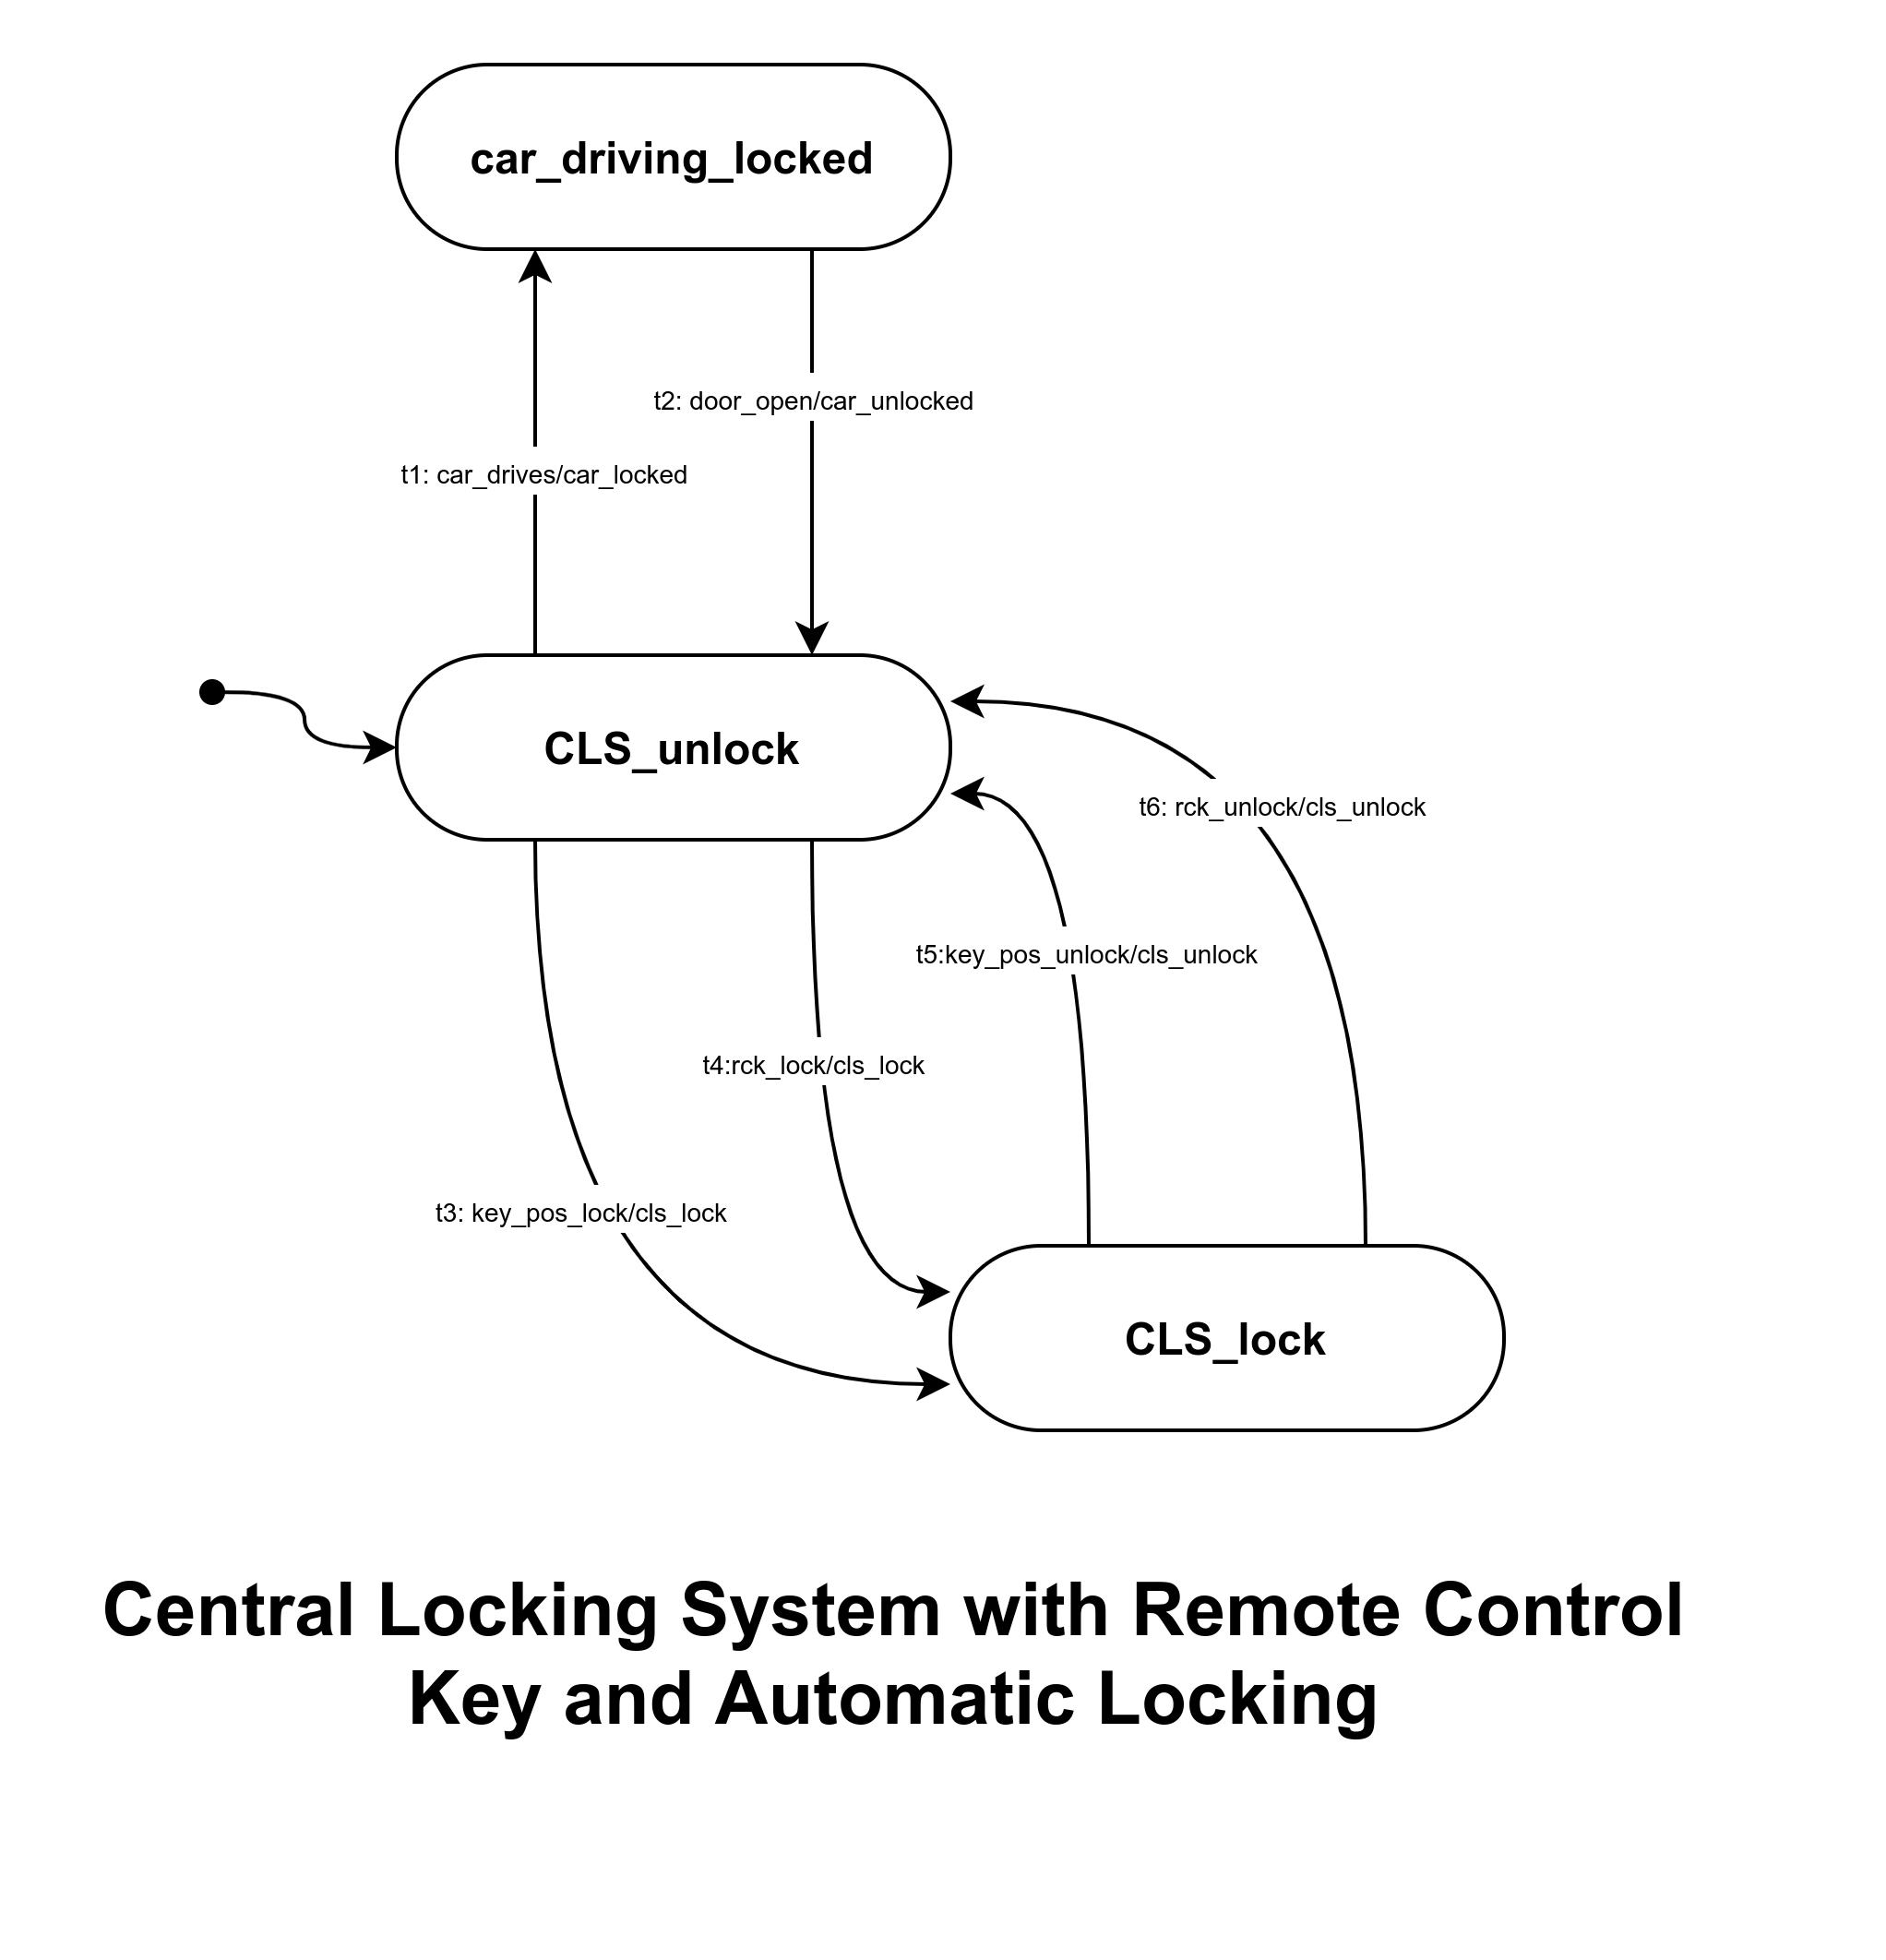 car_driving_locked
t2: door_open/car_unlocked
t1: car_drives/car_locked
CLS_unlock
t6: rck_unlock/cls_unlock
t5:key_pos_unlock/cls_unlock
t4:rck_lock/cls_lock
t3: key_pos_lock/cls_lock
CLS_lock
Central Locking System with Remote Control
Key and Automatic Locking